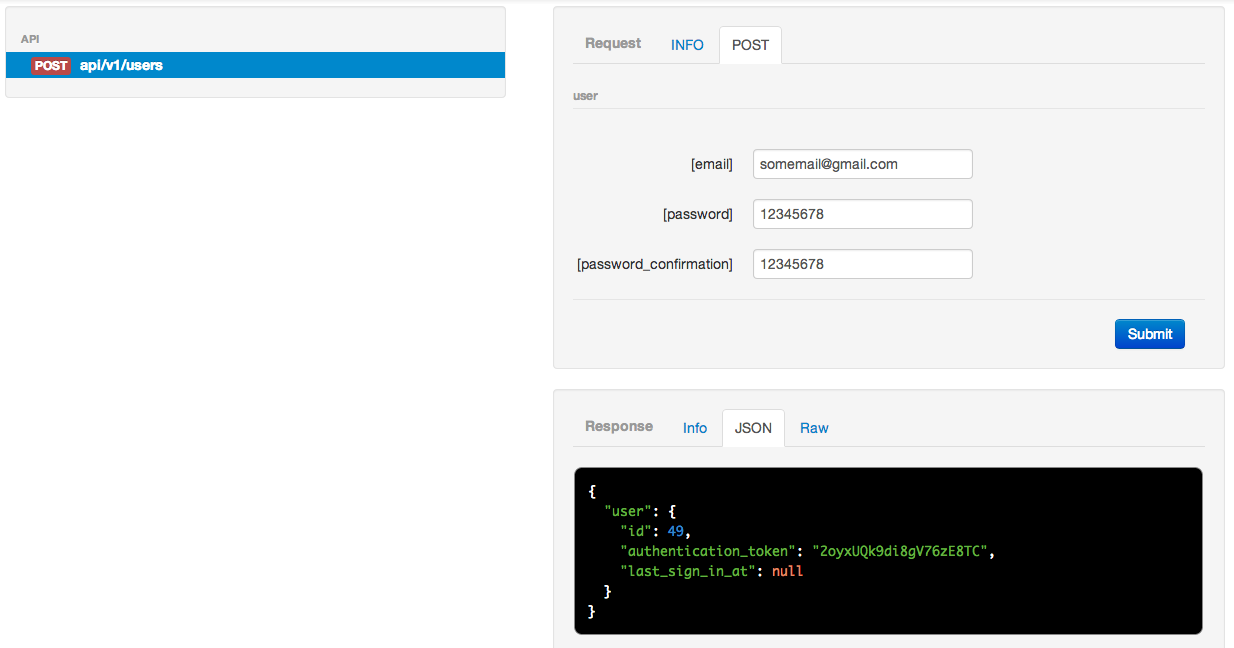 API
POST api/v1/users
Request INFO POST
user
[email] somemail@gmail.com
[password] 12345678
[password_confirmation] 12345678
Submit
Response Info JSON Raw
{
"user": {
"id": 49,
"authentication_token": "2oyxUQk9di8gV76zE8TC",
"last_sign_in_at": null
}
}